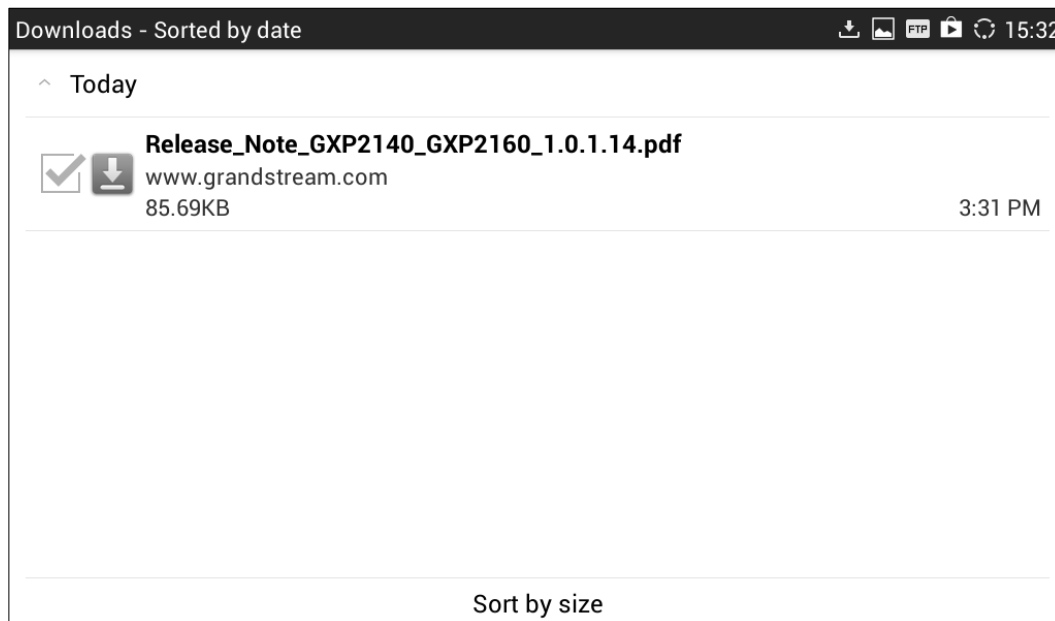 Downloads - Sorted by date
FTP
15:32
Today
Release_Note_GXP2140_GXP2160_1.0.1.14.pdf
www.grandstream.com
85.69KB
3:31 PM
Sort by size